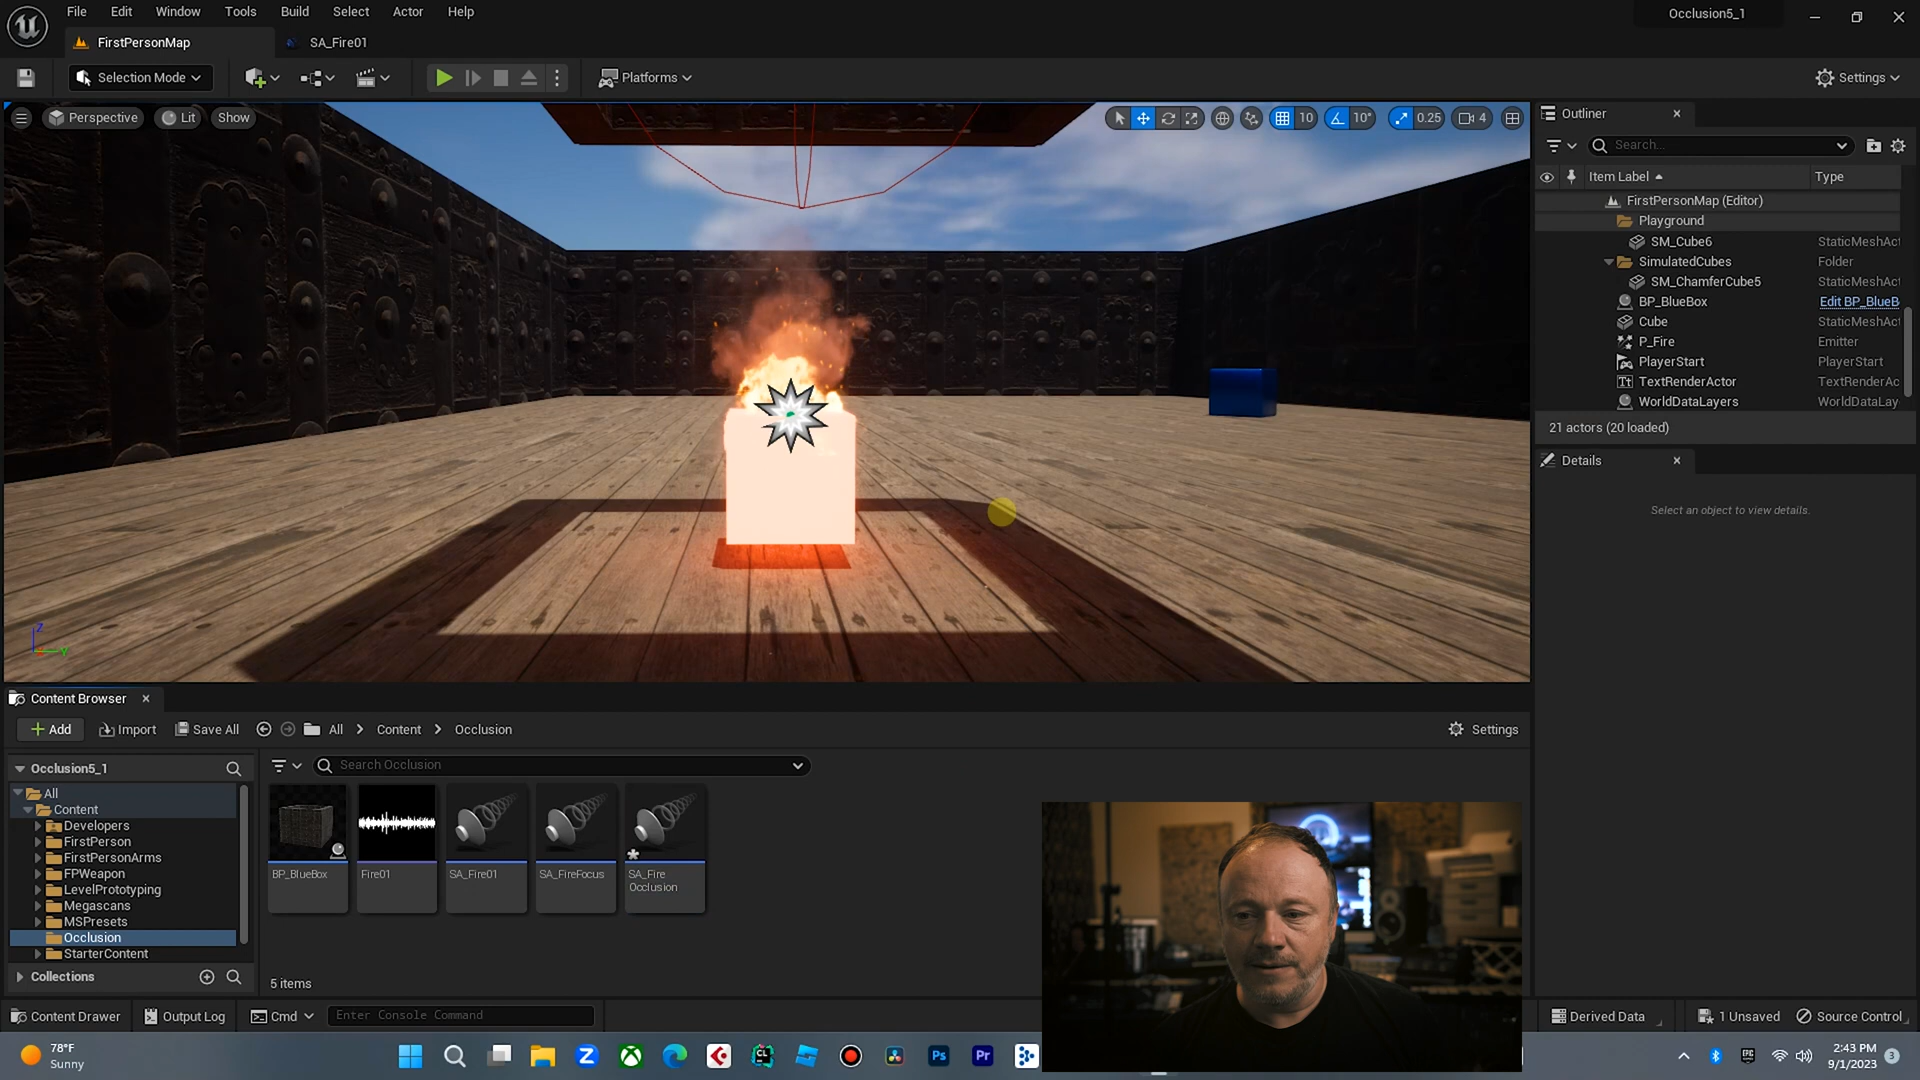 File Edit Window Tools Build Select Actor Help
Occlusion5_1
FirstPersonMap
SA_Fire01
Selection Mode
Platforms
Settings
Perspective Lit Show
10 10° 0.25 4
Outliner
Search...
Item Label Type
FirstPersonMap (Editor)
Playground
SM_Cube6 StaticMeshAct
SimulatedCubes Folder
SM_ChamferCube5 StaticMeshAct
BP_BlueBox Edit BP_BlueB
Cube StaticMeshAct
P_Fire Emitter
PlayerStart PlayerStart
TextRenderActor TextRenderAc
WorldDataLayers WorldDataLay
21 actors (20 loaded)
Details
Select an object to view details.
Z
Y
Content Browser
Add Import Save All All > Content > Occlusion
Settings
Occlusion5_1
Search Occlusion
All
Content
Developers
FirstPerson
FirstPersonArms
FPWeapon
LevelPrototyping
Megascans
MSPresets
Occlusion
StarterContent
Collections
BP_BlueBox
Fire01
SA_Fire01
SA_FireFocus
SA_Fire
Occlusion
5 items
Content Drawer Output Log Cmd Enter Console Command
Derived Data 1 Unsaved Source Control
78°F
Sunny
Z
CL
Ps
Pr
EPIC
2:43 PM
9/1/2023
3